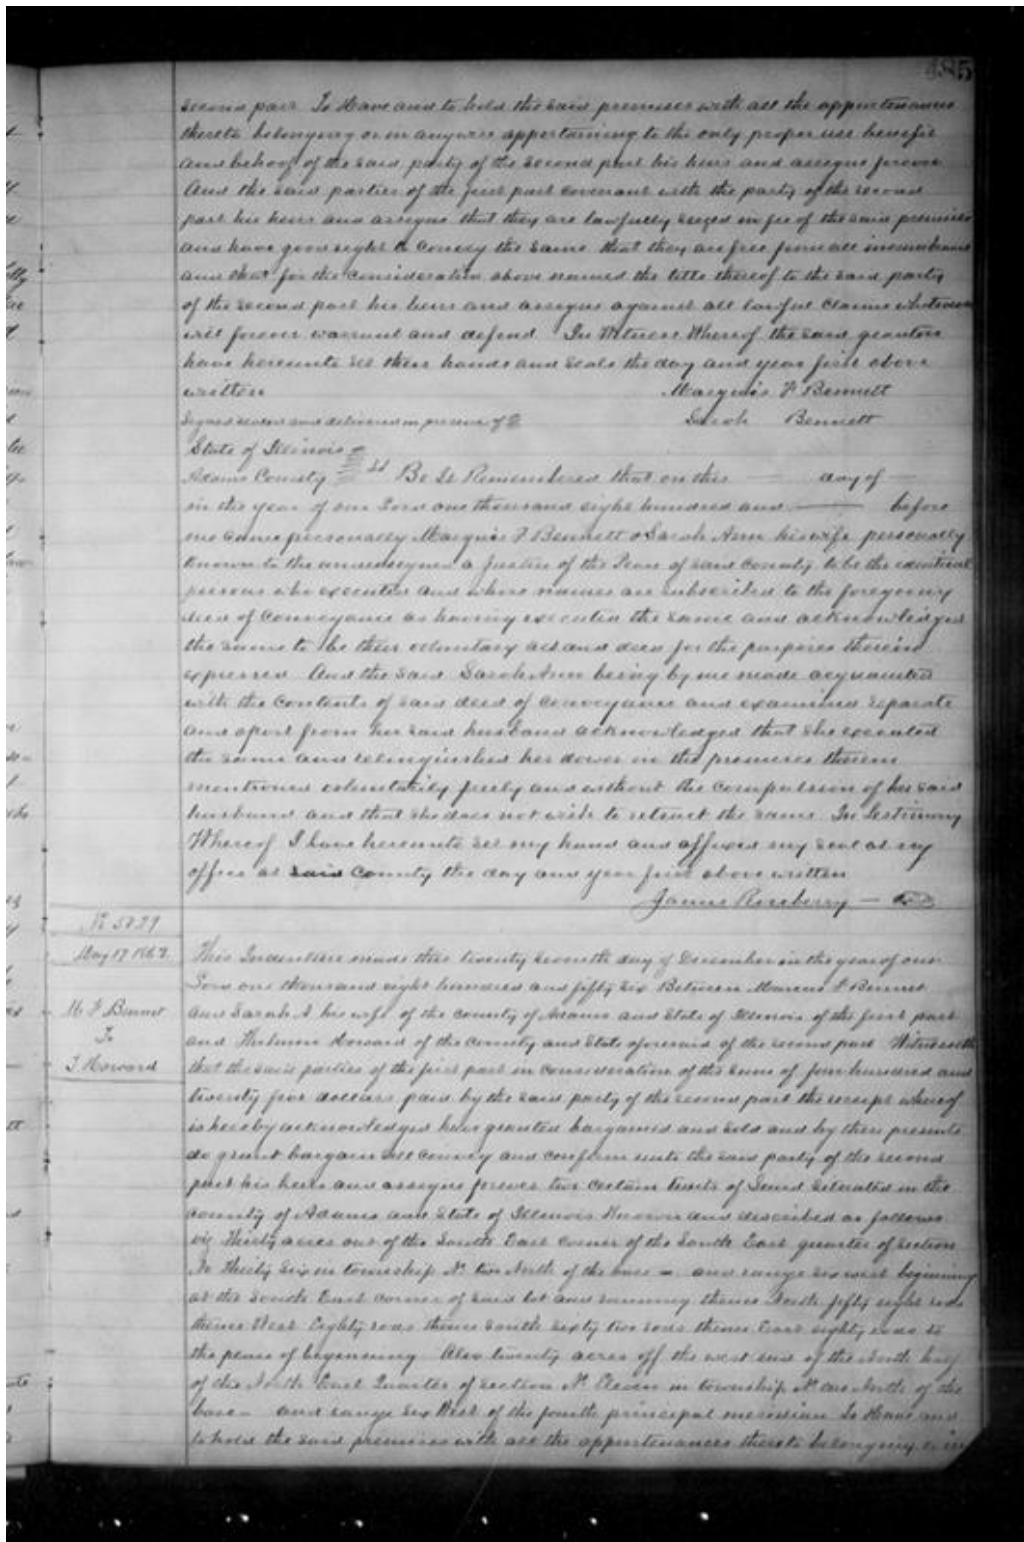 485
second part To Have and to hold the said premises with all the appurtenances
thereto belonging or in anywise appertaining to the only proper use benefit
and behoof of the said party of the second part his heirs and assigns forever
And the said parties of the first part covenant with the party of the second
part his heirs and assigns that they are lawfully seized in fee of the said premises
and have good right to convey the same that they are free from all incumbrance
and that for the consideration above named the title thereof to the said party
of the second part his heirs and assigns against all lawful claims whatsoever
will forever warrant and defend In Witness Whereof the said grantors
have hereunto set their hands and seals the day and year first above
written Marquis F Bennett
Signed sealed and delivered in presence of Sarah Bennett
State of Illinois
Adams County ss Be It Remembered that on this — day of —
in the year of our Lord one thousand eight hundred and — before
me came personally Marquis F Bennett & Sarah Ann his wife personally
known to the undersigned a Justice of the Peace of said County to be the identical
persons who executed and whose names are subscribed to the foregoing
deed of conveyance as having executed the same and acknowledged
the same to be their voluntary act and deed for the purposes therein
expressed And the said Sarah Ann being by me made acquainted
with the contents of said deed of conveyance and examined separate
and apart from her said husband acknowledged that she executed
the same and relinquished her dower in the premises therein
mentioned voluntarily freely and without the compulsion of her said
husband and that she does not wish to retract the same In Testimony
Whereof I have hereunto set my hand and affixed my seal at my
office at said County the day and year first above written
James Roseberry —
No 5829
May 17 186
M F Bennet
To
T Howard
This Indenture made this twenty seventh day of December in the year of our
Lord one thousand eight hundred and fifty six Between Marcus F Bennet
and Sarah A his wife of the county of Adams and State of Illinois of the first part
and Howard of the county and State aforesaid of the second part Witnesseth
that the said parties of the first part in consideration of the sum of four hundred and
twenty five dollars paid by the said party of the second part the receipt whereof
is hereby acknowledged have granted bargained and sold and by these presents
do grant bargain sell convey and confirm unto the said party of the second
part his heirs and assigns forever two certain tracts of Land situated in the
county of Adams and State of Illinois Known and described as follows
viz Thirty acres out of the South East corner of the South East quarter of section
No Thirty Six in township No two North of the base — and range six west begining
at the South East corner of said lot and running thence North fifty eight rods
thence West Eighty rods thence South sixty two rods thence East eighty rods to
the place of beginning Also twenty acres off the west end of the North half
of the North East Quarter of section No Eleven in township No one North of the
base — and range Six West of the fourth principal meridian To Have and
to hold the said premises with all the appurtenances thereto belonging or in